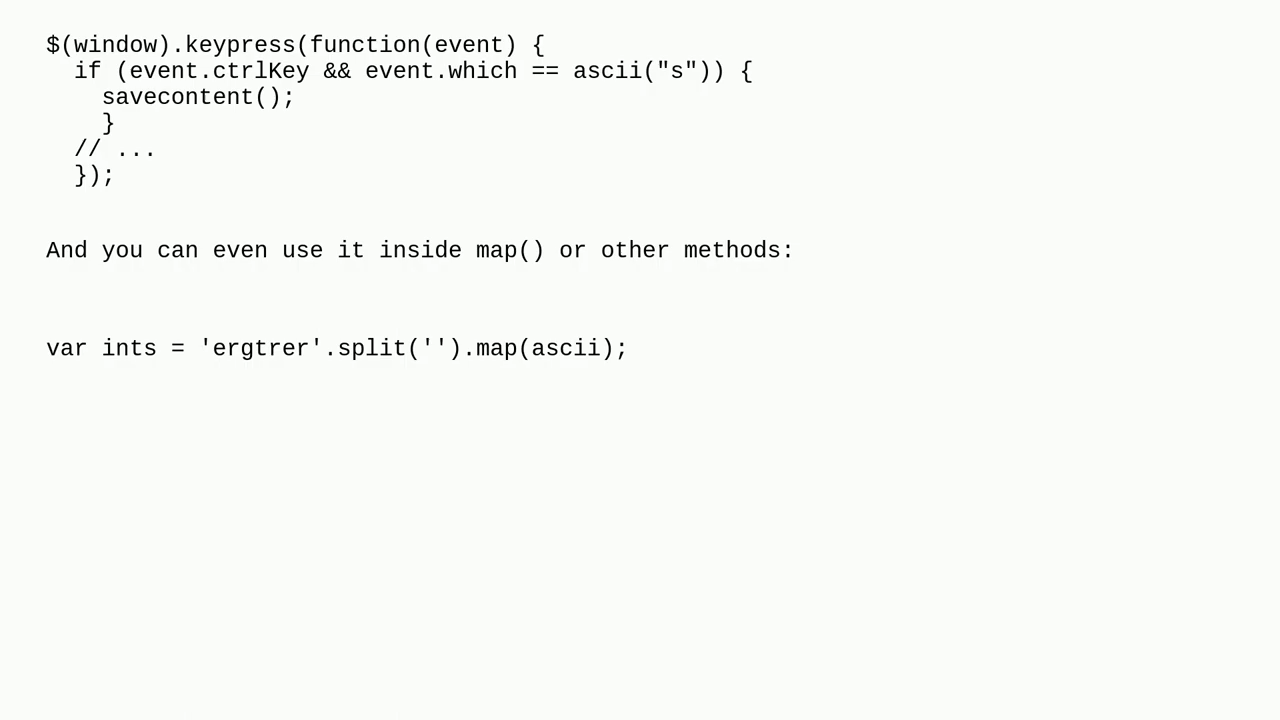 $(window).keypress(function(event) {
  if (event.ctrlKey && event.which == ascii("s")) {
    savecontent();
    }
  // ...
  });
And you can even use it inside map() or other methods:
var ints = 'ergtrer'.split('').map(ascii);